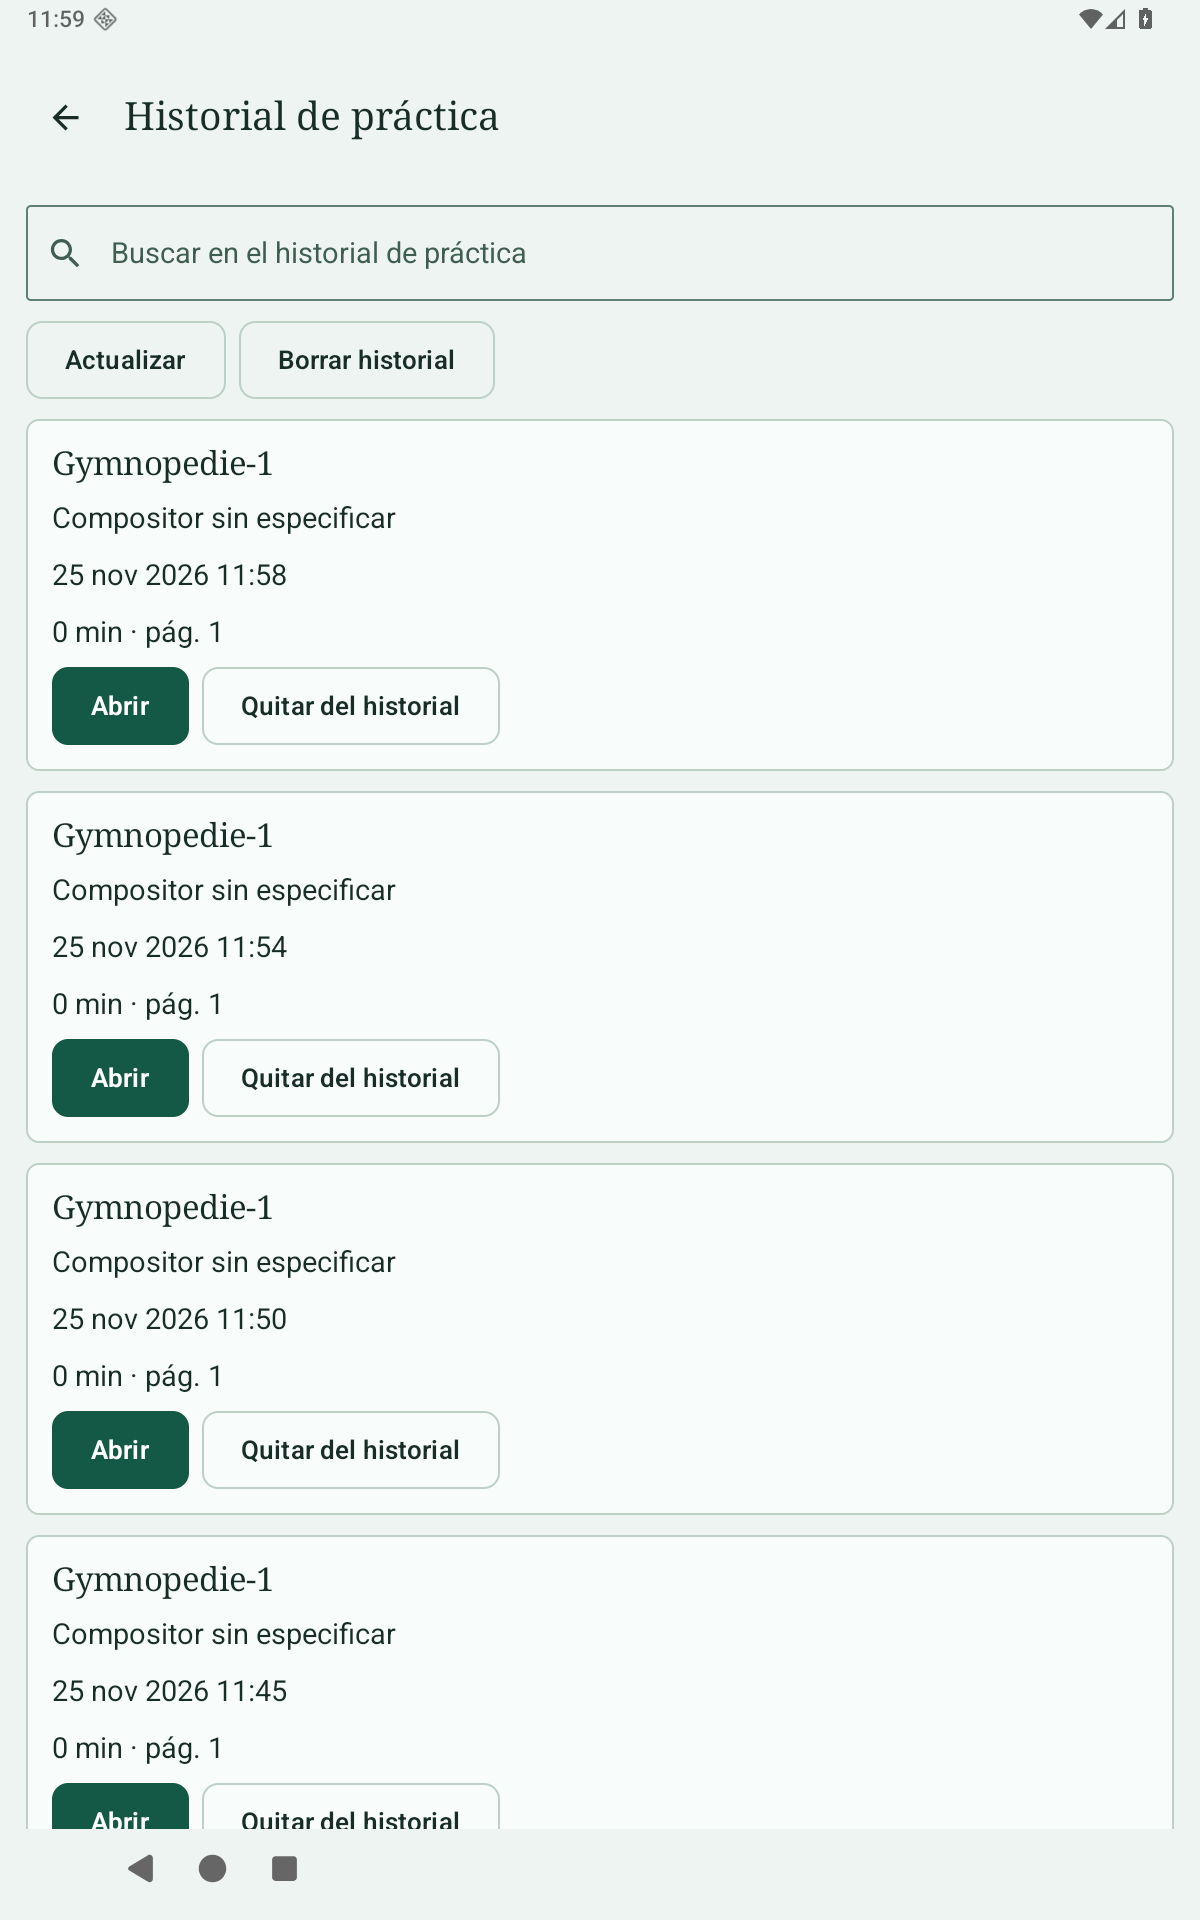 11:59
Historial de práctica
Buscar en el historial de práctica
Actualizar
Borrar historial
Gymnopedie-1
Compositor sin especificar
25 nov 2026 11:58
0 min · pág. 1
Abrir
Quitar del historial
Gymnopedie-1
Compositor sin especificar
25 nov 2026 11:54
0 min · pág. 1
Abrir
Quitar del historial
Gymnopedie-1
Compositor sin especificar
25 nov 2026 11:50
0 min · pág. 1
Abrir
Quitar del historial
Gymnopedie-1
Compositor sin especificar
25 nov 2026 11:45
0 min · pág. 1
Abrir
Quitar del historial